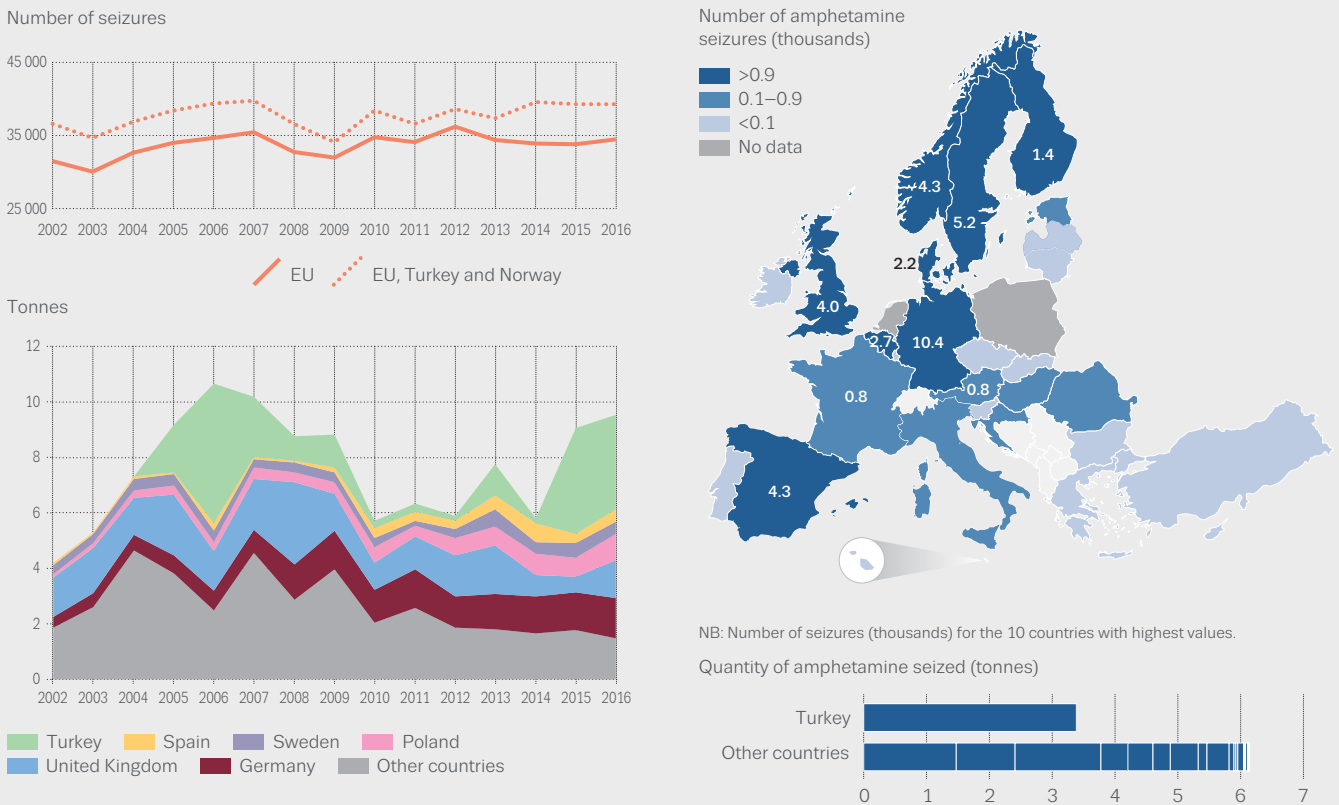 Number of seizures
45 000
35 000
25 000
2002 2003 2004 2005 2006 2007 2008 2009 2010 2011 2012 2013 2014 2015 2016
EU
EU, Turkey and Norway
Tonnes
12
10
8
6
4
2
0
2002 2003 2004 2005 2006 2007 2008 2009 2010 2011 2012 2013 2014 2015 2016
Turkey Spain Sweden Poland
United Kingdom Germany Other countries
Number of amphetamine
seizures (thousands)
>0.9
0.1–0.9
<0.1
No data
1.4
4.3
5.2
2.2
4.0
2.7
10.4
0.8
0.8
4.3
NB: Number of seizures (thousands) for the 10 countries with highest values.
Quantity of amphetamine seized (tonnes)
Turkey
Other countries
0 1 2 3 4 5 6 7